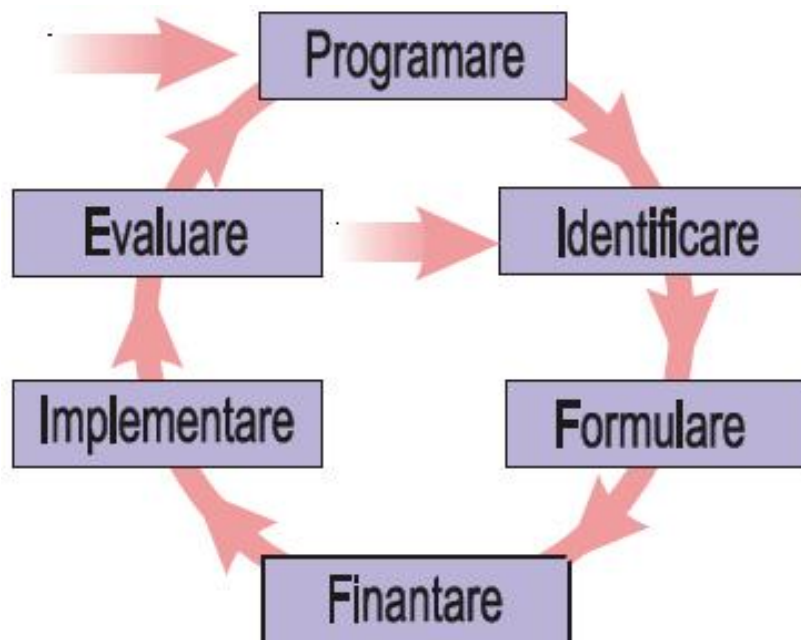 Programare
Evaluare
Identificare
Implementare
Formulare
Finantare